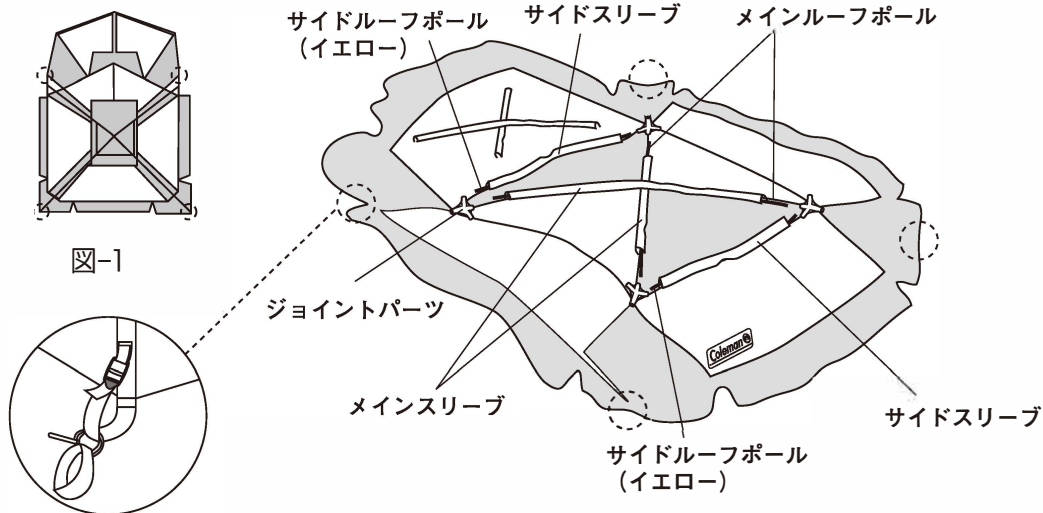 サイドルーフポール
(イエロー)
サイドスリーブ
メインルーフポール
図-1
ジョイントパーツ
Coleman
メインスリーブ
サイドスリーブ
サイドルーフポール
(イエロー)